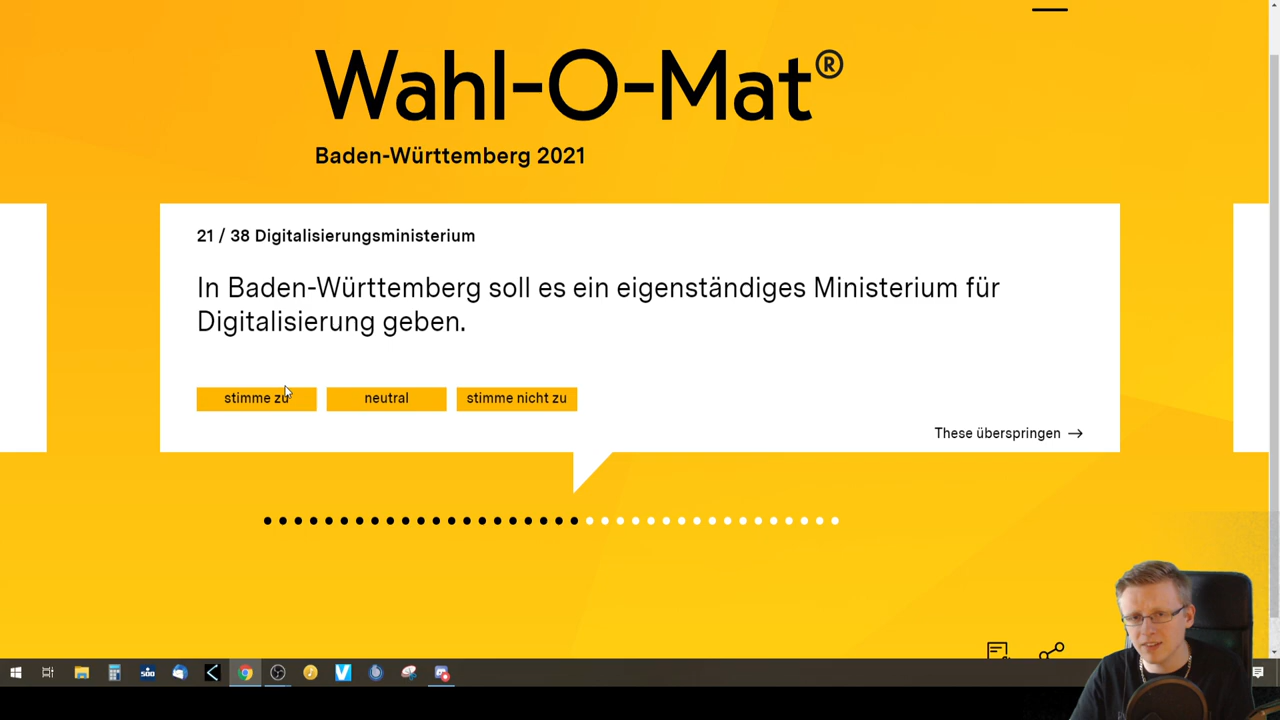 Wahl-O-Mat®
Baden-Württemberg 2021
21 / 38 Digitalisierungsministerium
In Baden-Württemberg soll es ein eigenständiges Ministerium für
Digitalisierung geben.
stimme zu
neutral
stimme nicht zu
These überspringen →
500